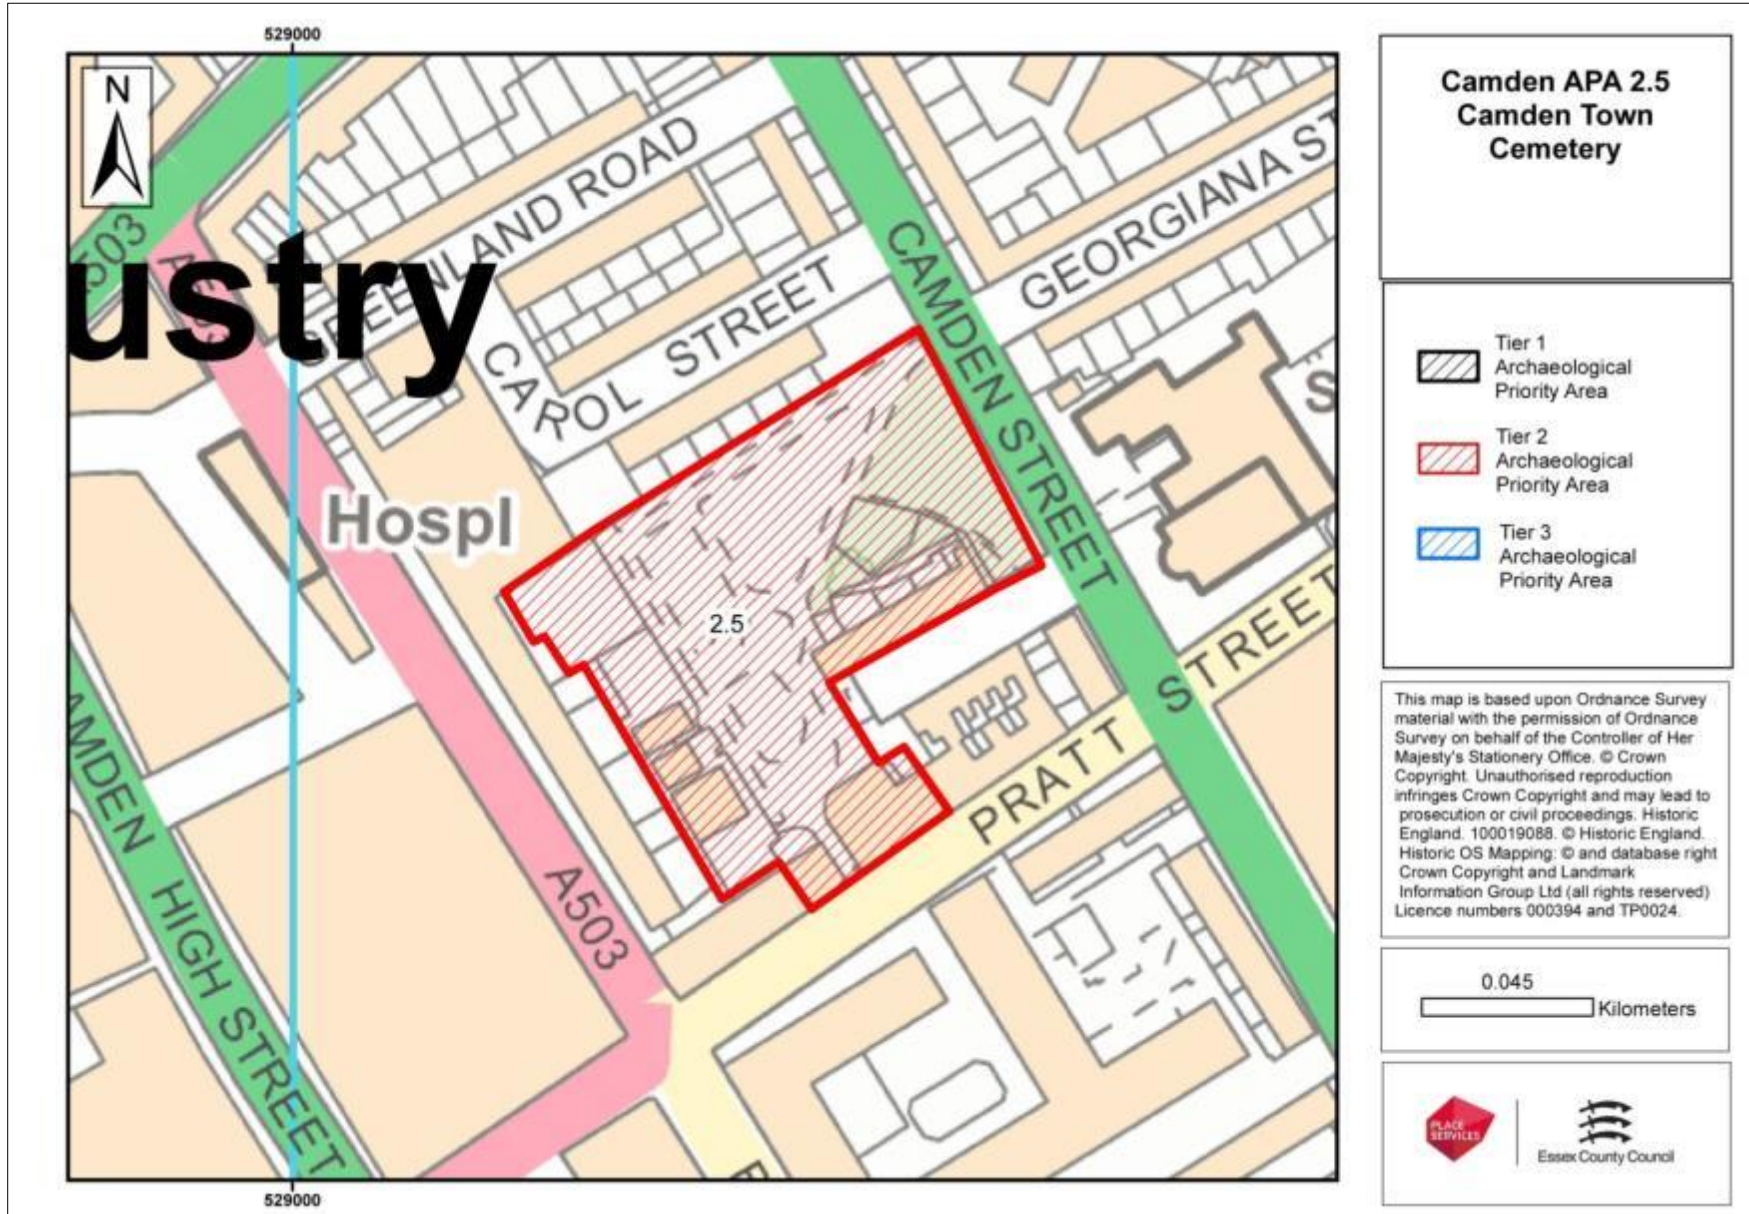 529000
N
A503
ustry
GREENLAND ROAD
CAROL STREET
CAMDEN STREET
GEORGIANA ST
S
Hospl
2.5
PRATT STREET
A503
AMDEN HIGH STREET
529000
Camden APA 2.5
Camden Town
Cemetery
Tier 1
Archaeological
Priority Area
Tier 2
Archaeological
Priority Area
Tier 3
Archaeological
Priority Area
This map is based upon Ordnance Survey
material with the permission of Ordnance
Survey on behalf of the Controller of Her
Majesty's Stationery Office. © Crown
Copyright. Unauthorised reproduction
infringes Crown Copyright and may lead to
prosecution or civil proceedings. Historic
England. 100019088. © Historic England.
Historic OS Mapping: © and database right
Crown Copyright and Landmark
Information Group Ltd (all rights reserved)
Licence numbers 000394 and TP0024.
0.045
Kilometers
PLACE
SERVICES
Essex County Council